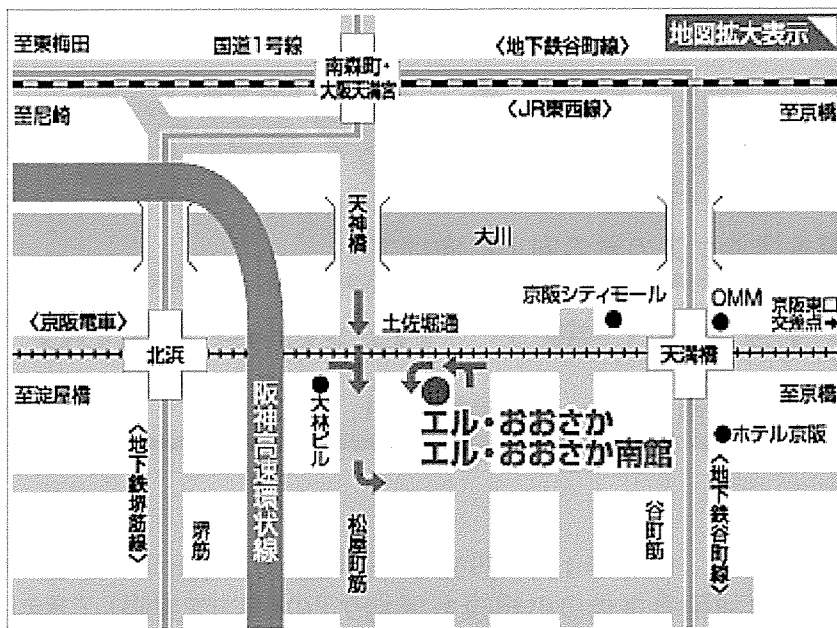 地図拡大表示
至東梅田
国道1号線
〈地下鉄谷町線〉
南森町・
大阪天満宮
至尼崎
〈JR東西線〉
至京橋
天神橋
大川
京阪シティモール
OMM
京阪東口
交差点→
〈京阪電車〉
土佐堀通
北浜
天満橋
至淀屋橋
大林ビル
至京橋
エル・おおさか
エル・おおさか南館
ホテル京阪
阪神高速環状線
〈地下鉄堺筋線〉
堺筋
松屋町筋
谷町筋
〈地下鉄谷町線〉